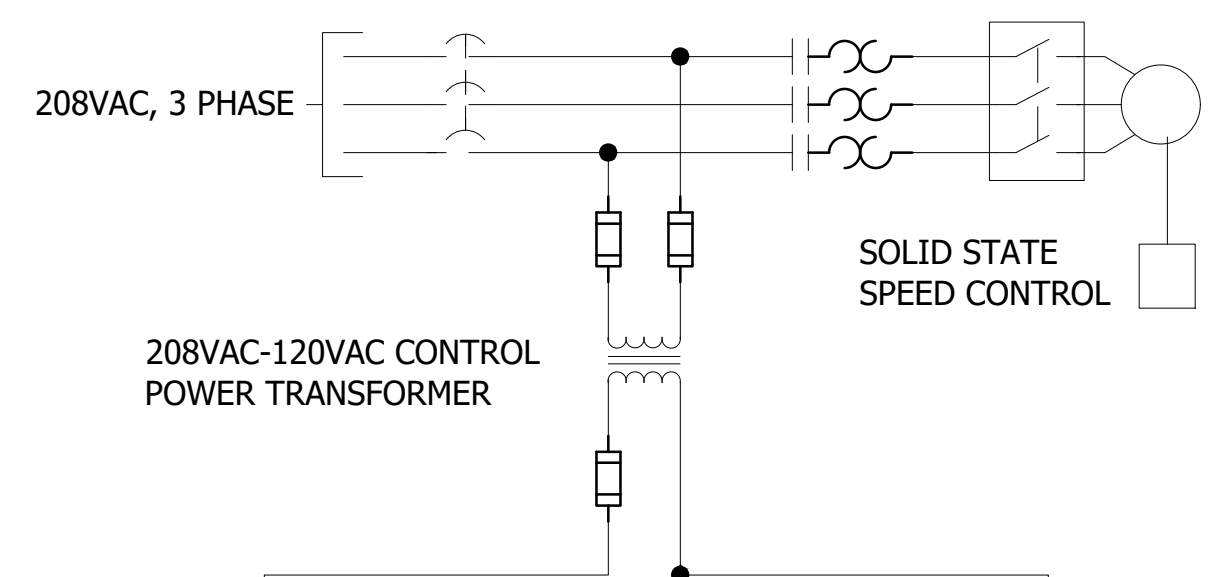 208VAC, 3 PHASE
SOLID STATE
SPEED CONTROL
208VAC-120VAC CONTROL
POWER TRANSFORMER